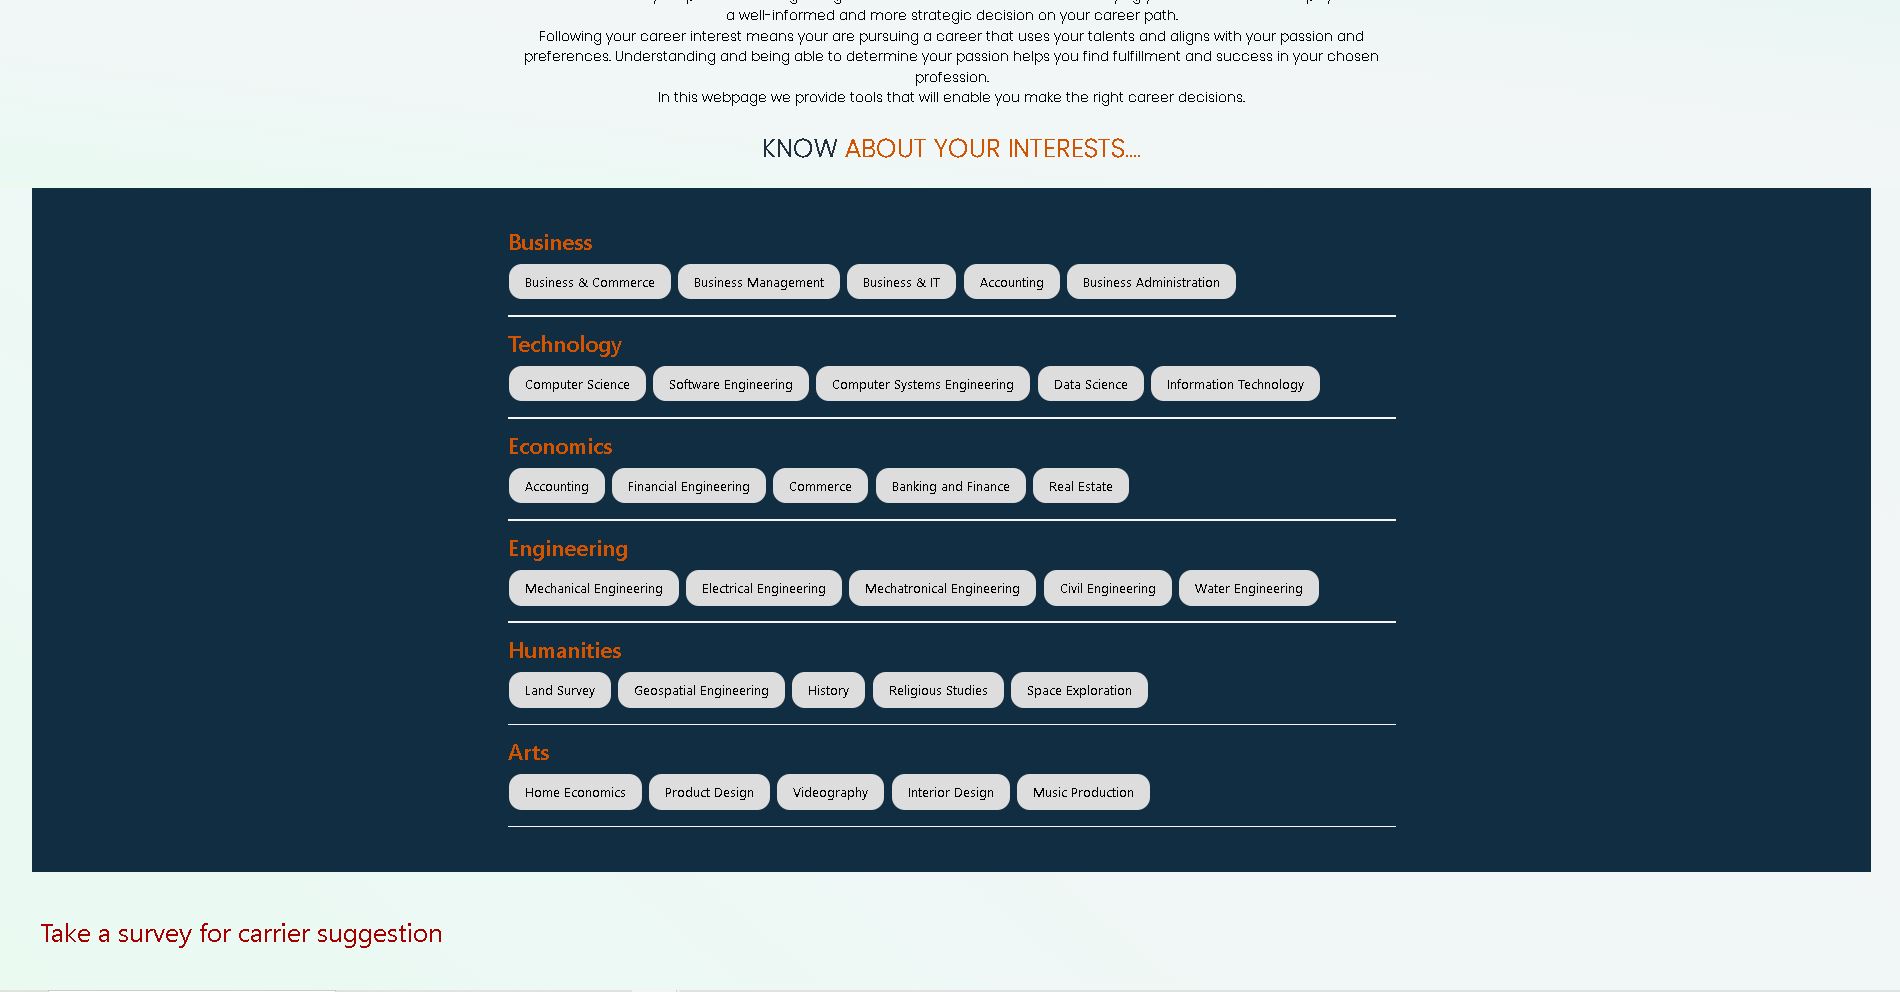 a well-informed and more strategic decision on your career path.
Following your career interest means your are pursuing a career that uses your talents and aligns with your passion and
preferences. Understanding and being able to determine your passion helps you find fulfillment and success in your chosen
profession.
In this webpage we provide tools that will enable you make the right career decisions.
KNOW ABOUT YOUR INTERESTS....
Business
Business & Commerce Business Management Business & IT Accounting Business Administration
Technology
Computer Science Software Engineering Computer Systems Engineering Data Science Information Technology
Economics
Accounting Financial Engineering Commerce Banking and Finance Real Estate
Engineering
Mechanical Engineering Electrical Engineering Mechatronical Engineering Civil Engineering Water Engineering
Humanities
Land Survey Geospatial Engineering History Religious Studies Space Exploration
Arts
Home Economics Product Design Videography Interior Design Music Production
Take a survey for carrier suggestion